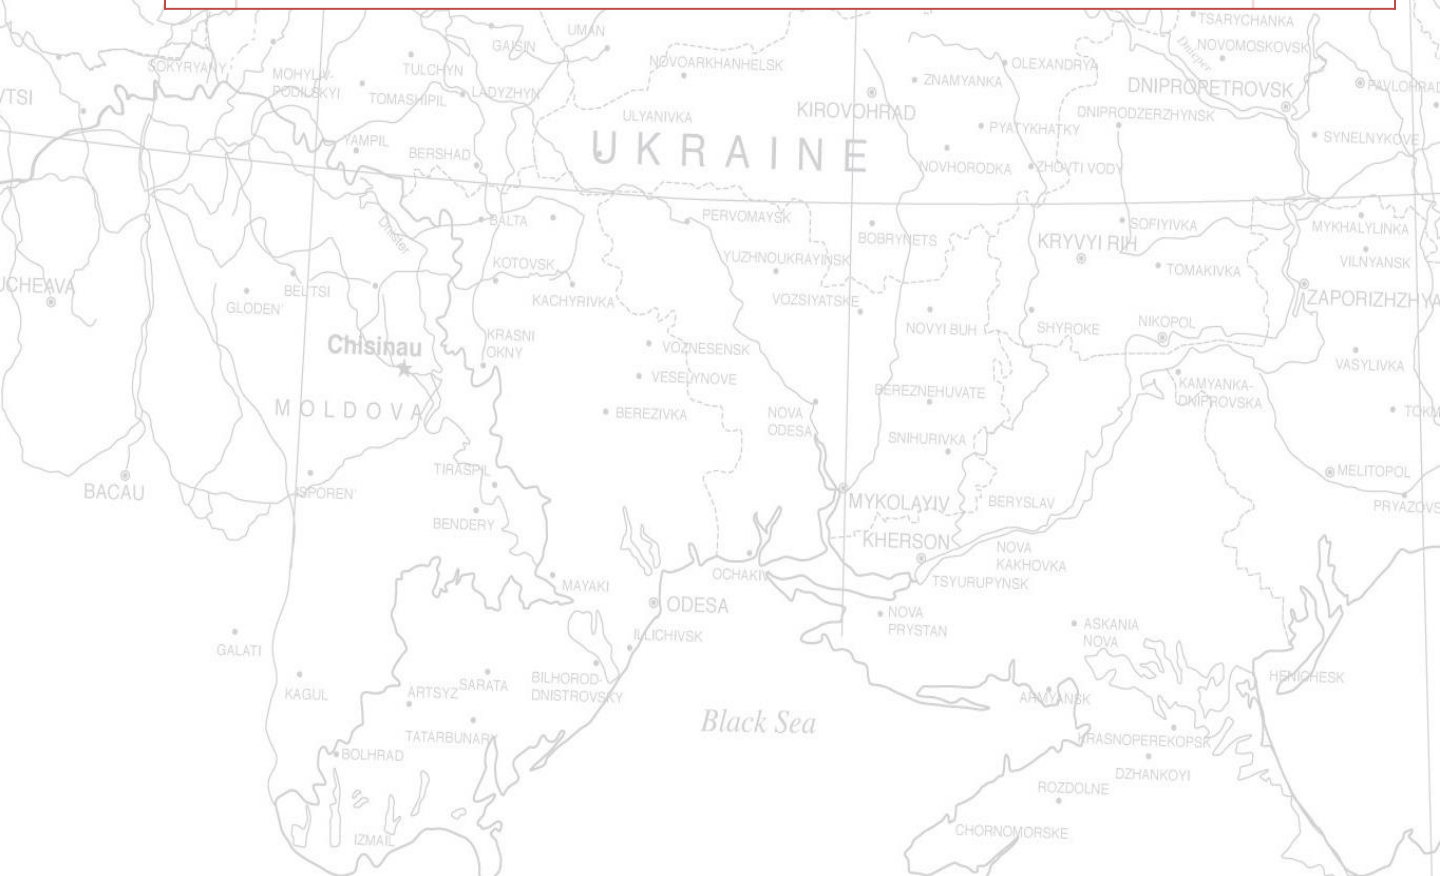 UMAN
TSARYCHANKA
GAISIN
Dnieper
NOVOMOSKOVSK
SOKYRYANY
MOHYLIV-
PODILSKYI
TULCHYN
NOVOARKHANHELSK
OLEXANDRYA
ZNAMYANKA
DNIPROPETROVSK
PAVLOHRAD
VTSI
TOMASHPIL
LADYZHYN
ULYANIVKA
KIROVOHRAD
DNIPRODZERZHYNSK
PYATYKHATKY
SYNELNYKOVE
YAMPIL
BERSHAD
UKRAINE
NOVHORODKA
ZHOVTI VODY
Dniester
BALTA
PERVOMAYSK
BOBRYNETS
SOFIYIVKA
KRYVYI RIH
MYKHALYLINKA
KOTOVSK
YUZHNOUKRAYINSK
TOMAKIVKA
VILNYANSK
UCHEAVA
BEL'TSI
GLODEN'
KACHYRIVKA
VOZSIYATSKE
ZAPORIZHZHYA
NOVYI BUH
SHYROKE
NIKOPOL
KRASNI
OKNY
Chisinau
VOZNESENSK
VASYLIVKA
VESELYNOVE
KAMYANKA-
DNIPROVSKA
BEREZNEHUVATE
MOLDOVA
BEREZIVKA
NOVA
ODESA
TOKM
SNIHURIVKA
TIRASPIL
MELITOPOL
BACAU
ISPOREN'
MYKOLAYIV
BERYSLAV
PRYAZOVS
BENDERY
KHERSON
NOVA
KAKHOVKA
OCHAKIV
TSYURUPYNSK
MAYAKI
ODESA
NOVA
PRYSTAN
ASKANIA
NOVA
ILLICHIVSK
GALATI
HENICHESK
KAGUL
ARTSYZ
SARATA
BILHOROD-
DNISTROVSKY
ARMYANSK
Black Sea
TATARBUNARY
KRASNOPEREKOPSK
BOLHRAD
DZHANKOYI
ROZDOLNE
IZMAIL
CHORNOMORSKE